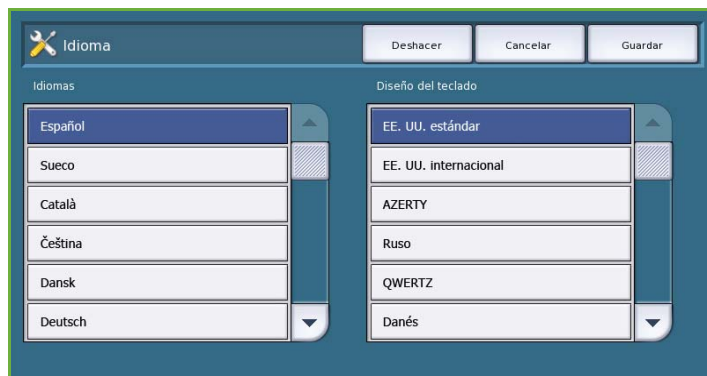 Idioma
Deshacer
Cancelar
Guardar
Idiomas
Español
Sueco
Català
Čeština
Dansk
Deutsch
Diseño del teclado
EE. UU. estándar
EE. UU. internacional
AZERTY
Ruso
QWERTZ
Danés